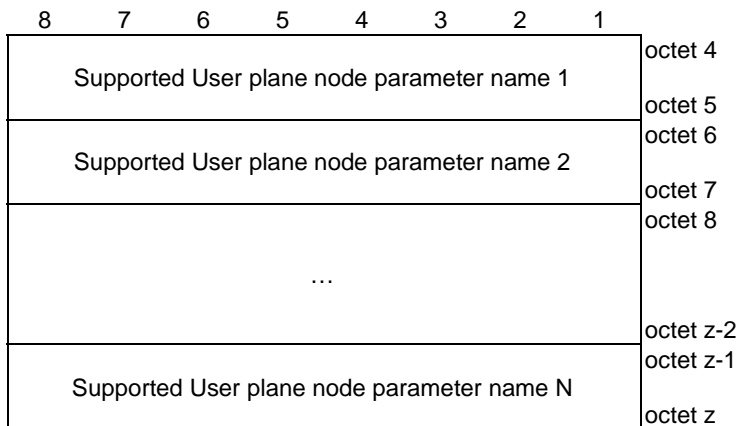 8 7 6 5 4 3 2 1
octet 4
Supported User plane node parameter name 1
octet 5
octet 6
Supported User plane node parameter name 2
octet 7
octet 8
…
octet z-2
octet z-1
Supported User plane node parameter name N
octet z